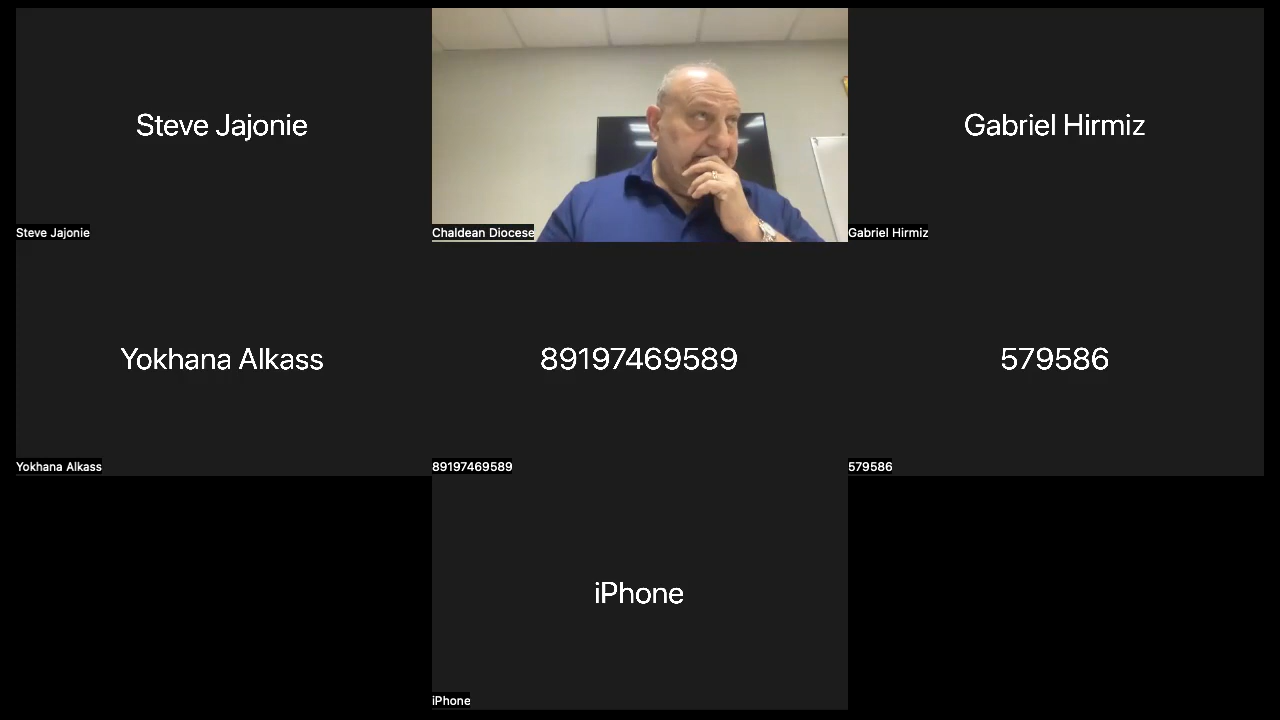 Steve Jajonie
Steve Jajonie
Chaldean Diocese
Gabriel Hirmiz
Gabriel Hirmiz
Yokhana Alkass
Yokhana Alkass
89197469589
89197469589
579586
579586
iPhone
iPhone